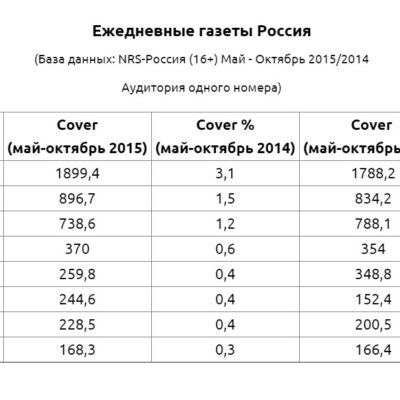 Ежедневные газеты Россия
(База данных: NRS-Россия (16+) Май - Октябрь 2015/2014
Аудитория одного номера)
Cover Cover % Cover
(май-октябрь 2015) (май-октябрь 2014) (май-октябрь
1899,4 3,1 1788,2
896,7 1,5 834,2
738,6 1,2 788,1
370 0,6 354
259,8 0,4 348,8
244,6 0,4 152,4
228,5 0,4 200,5
168,3 0,3 166,4